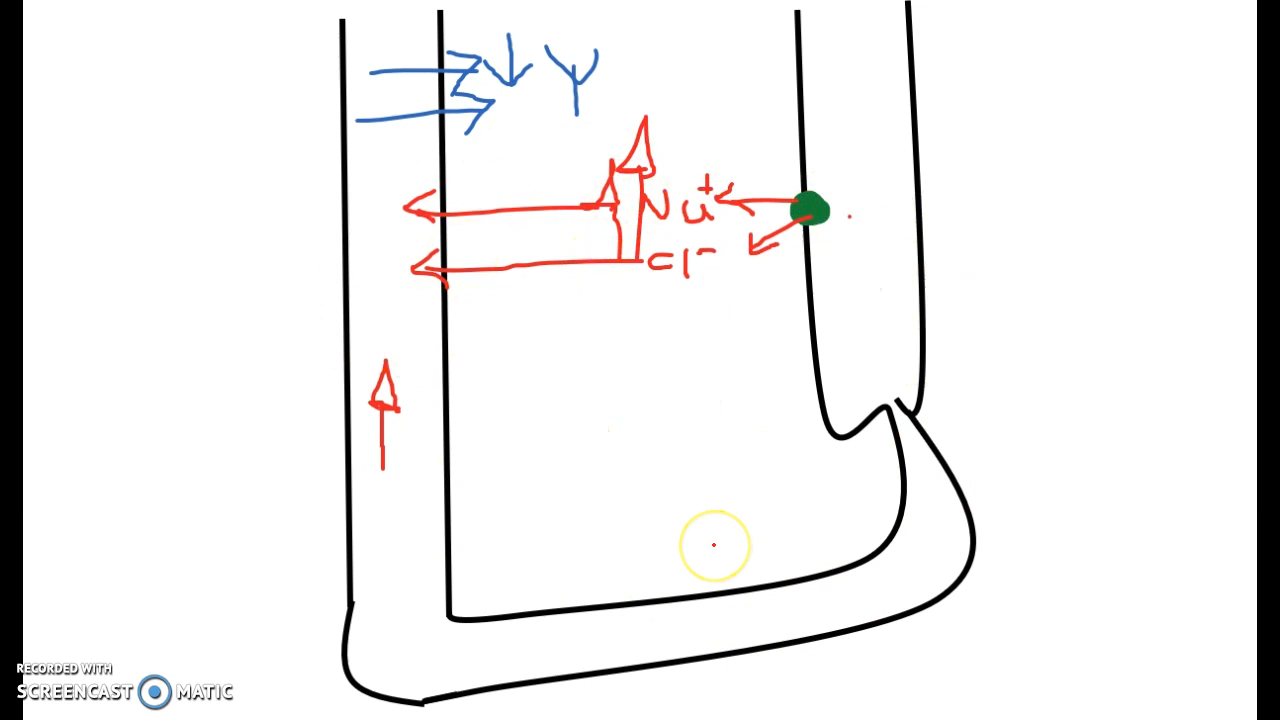 ↓ Ψ
Na+
Cl-
RECORDED WITH
SCREENCAST MATIC